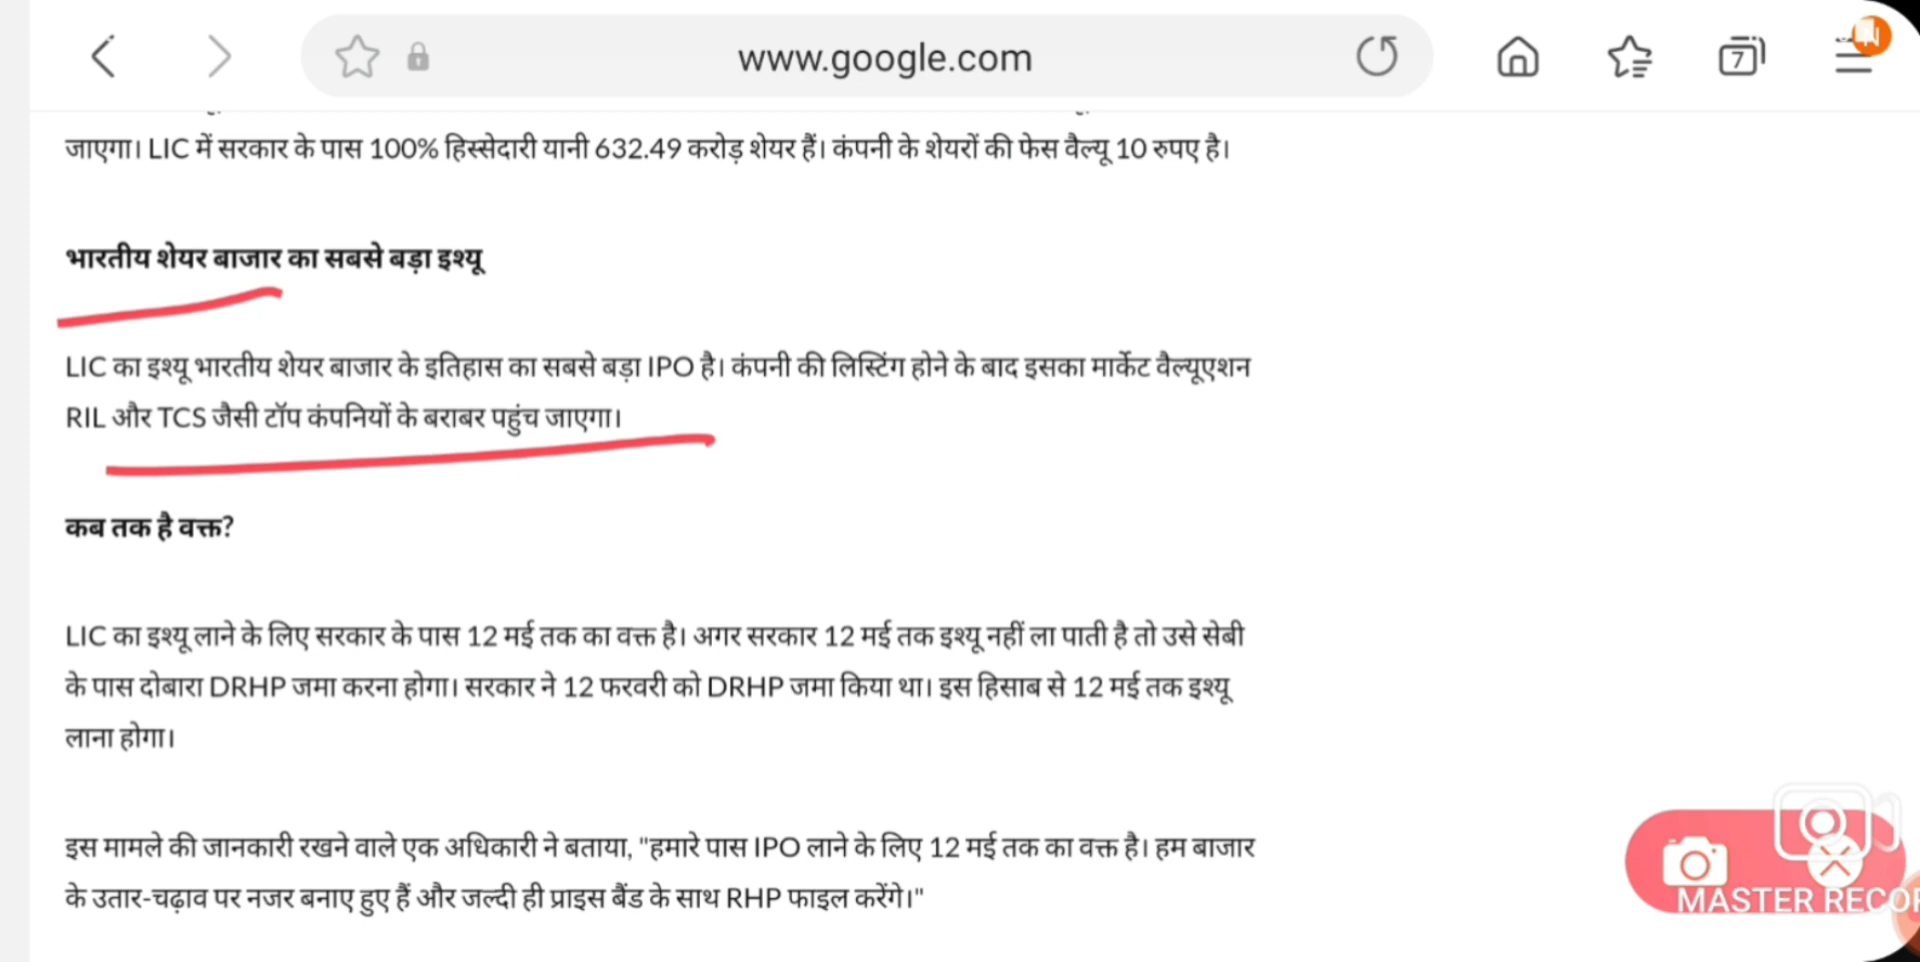 www.google.com
7
जाएगा। LIC में सरकार के पास 100% हिस्सेदारी यानी 632.49 करोड़ शेयर हैं। कंपनी के शेयरों की फेस वैल्यू 10 रुपए है।
भारतीय शेयर बाजार का सबसे बड़ा इश्यू
LIC का इश्यू भारतीय शेयर बाजार के इतिहास का सबसे बड़ा IPO है। कंपनी की लिस्टिंग होने के बाद इसका मार्केट वैल्यूएशन
RIL और TCS जैसी टॉप कंपनियों के बराबर पहुंच जाएगा।
कब तक है वक्त?
LIC का इश्यू लाने के लिए सरकार के पास 12 मई तक का वक्त है। अगर सरकार 12 मई तक इश्यू नहीं ला पाती है तो उसे सेबी
के पास दोबारा DRHP जमा करना होगा। सरकार ने 12 फरवरी को DRHP जमा किया था। इस हिसाब से 12 मई तक इश्यू
लाना होगा।
इस मामले की जानकारी रखने वाले एक अधिकारी ने बताया, "हमारे पास IPO लाने के लिए 12 मई तक का वक्त है। हम बाजार
के उतार-चढ़ाव पर नजर बनाए हुए हैं और जल्दी ही प्राइस बैंड के साथ RHP फाइल करेंगे।"
MASTER RECOR